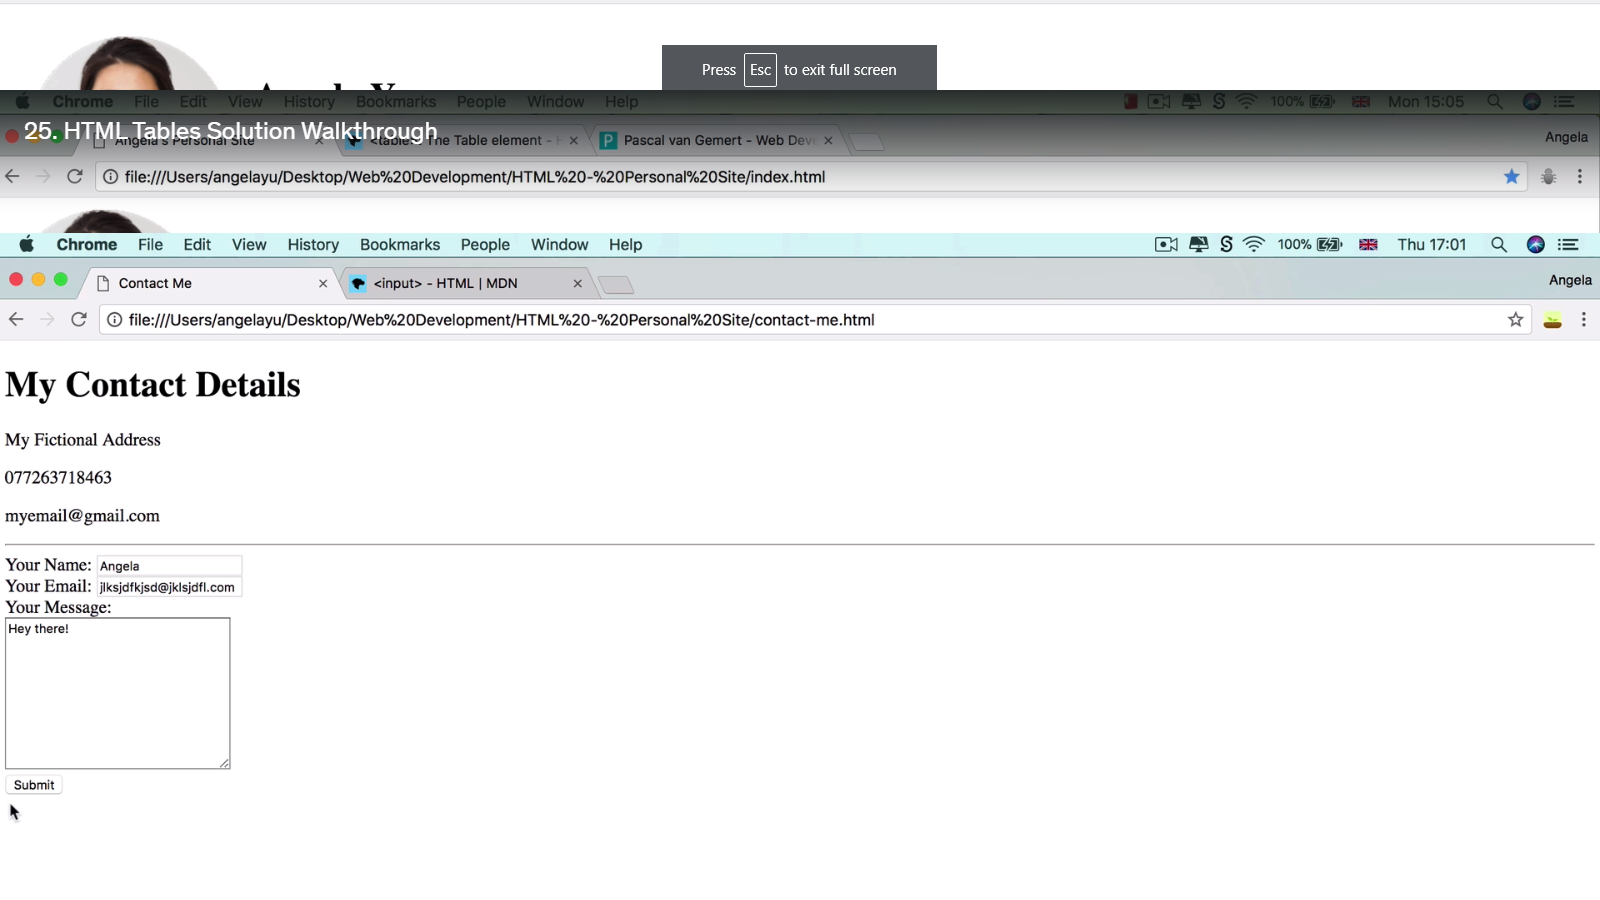 Press Esc to exit full screen
Chrome File Edit View History Bookmarks People Window Help 100% Mon 15:05
25. HTML Tables Solution Walkthrough
Angela's Personal Site <table> The Table element - Pascal van Gemert - Web Dev Angela
file:///Users/angelayu/Desktop/Web%20Development/HTML%20-%20Personal%20Site/index.html
Chrome File Edit View History Bookmarks People Window Help 100% Thu 17:01
Contact Me <input> - HTML | MDN Angela
file:///Users/angelayu/Desktop/Web%20Development/HTML%20-%20Personal%20Site/contact-me.html
My Contact Details
My Fictional Address
077263718463
myemail@gmail.com
Your Name: Angela
Your Email: jlksjdfkjsd@jklsjdfl.com
Your Message:
Hey there!
Submit